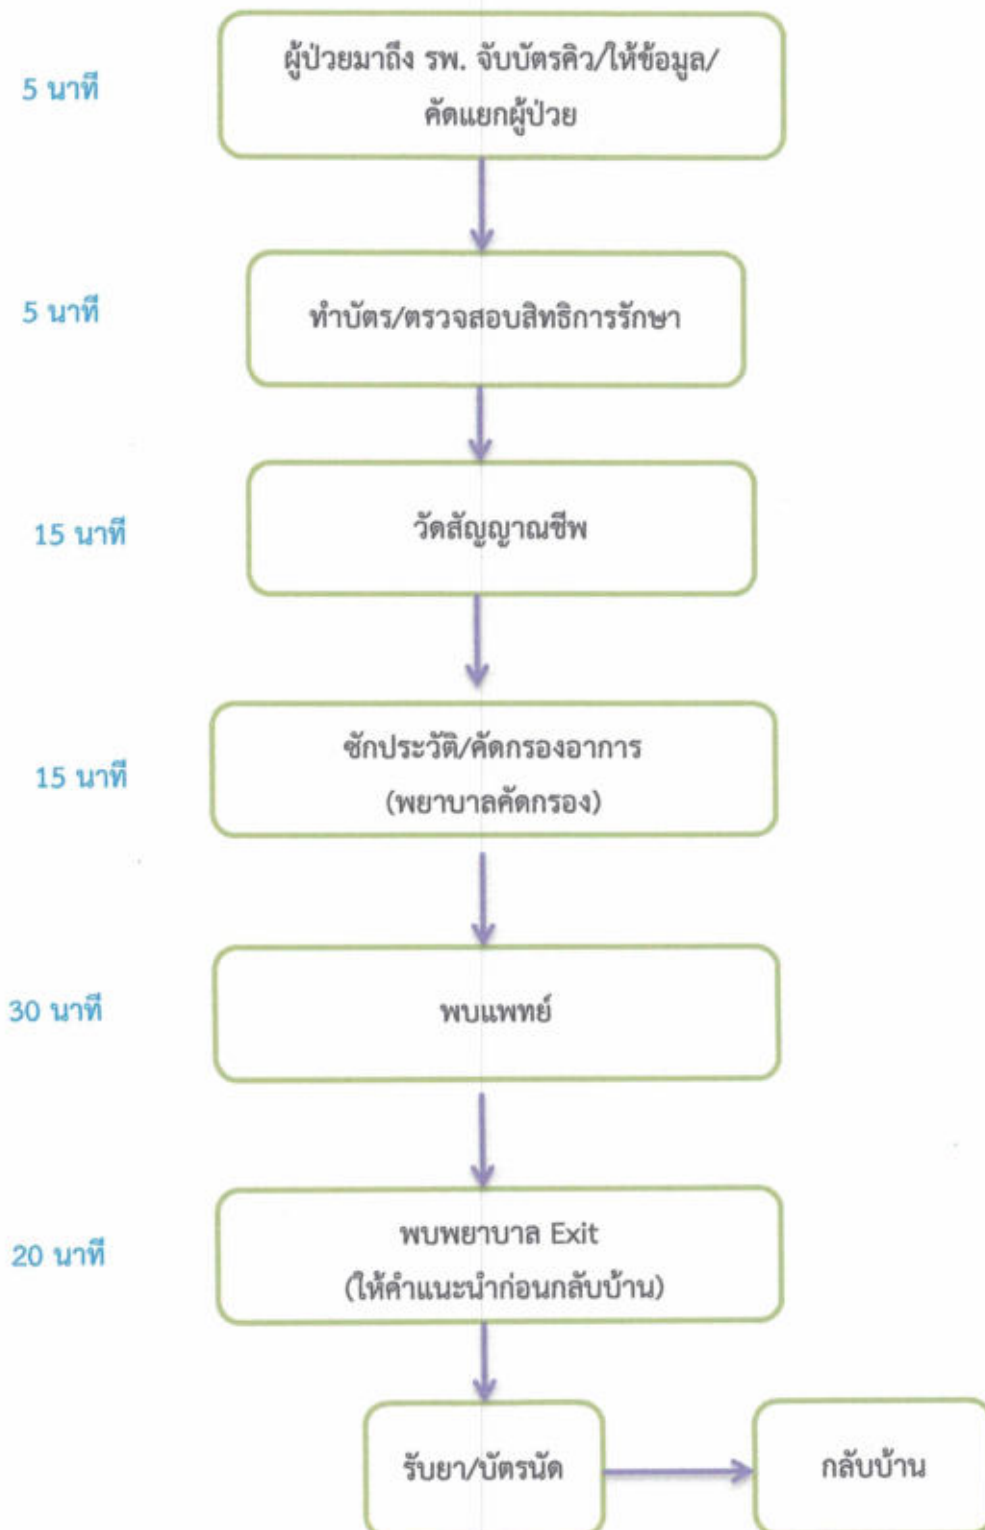 5 นาที
ผู้ป่วยมาถึง รพ. จับบัตรคิว/ให้ข้อมูล/
คัดแยกผู้ป่วย
5 นาที
ทำบัตร/ตรวจสอบสิทธิการรักษา
15 นาที
วัดสัญญาณชีพ
15 นาที
ซักประวัติ/คัดกรองอาการ
(พยาบาลคัดกรอง)
30 นาที
พบแพทย์
20 นาที
พบพยาบาล Exit
(ให้คำแนะนำก่อนกลับบ้าน)
รับยา/บัตรนัด
กลับบ้าน